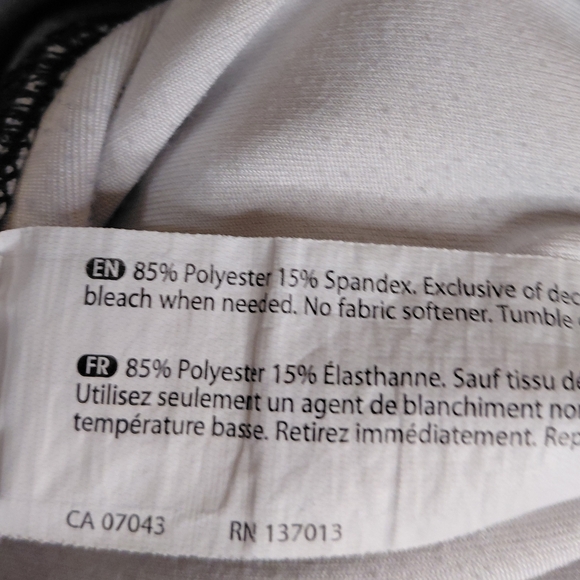 EN 85% Polyester 15% Spandex. Exclusive of dec
bleach when needed. No fabric softener. Tumble
FR 85% Polyester 15% Élasthanne. Sauf tissu de
Utilisez seulement un agent de blanchiment no
température basse. Retirez immédiatement. Rep
CA 07043 RN 137013